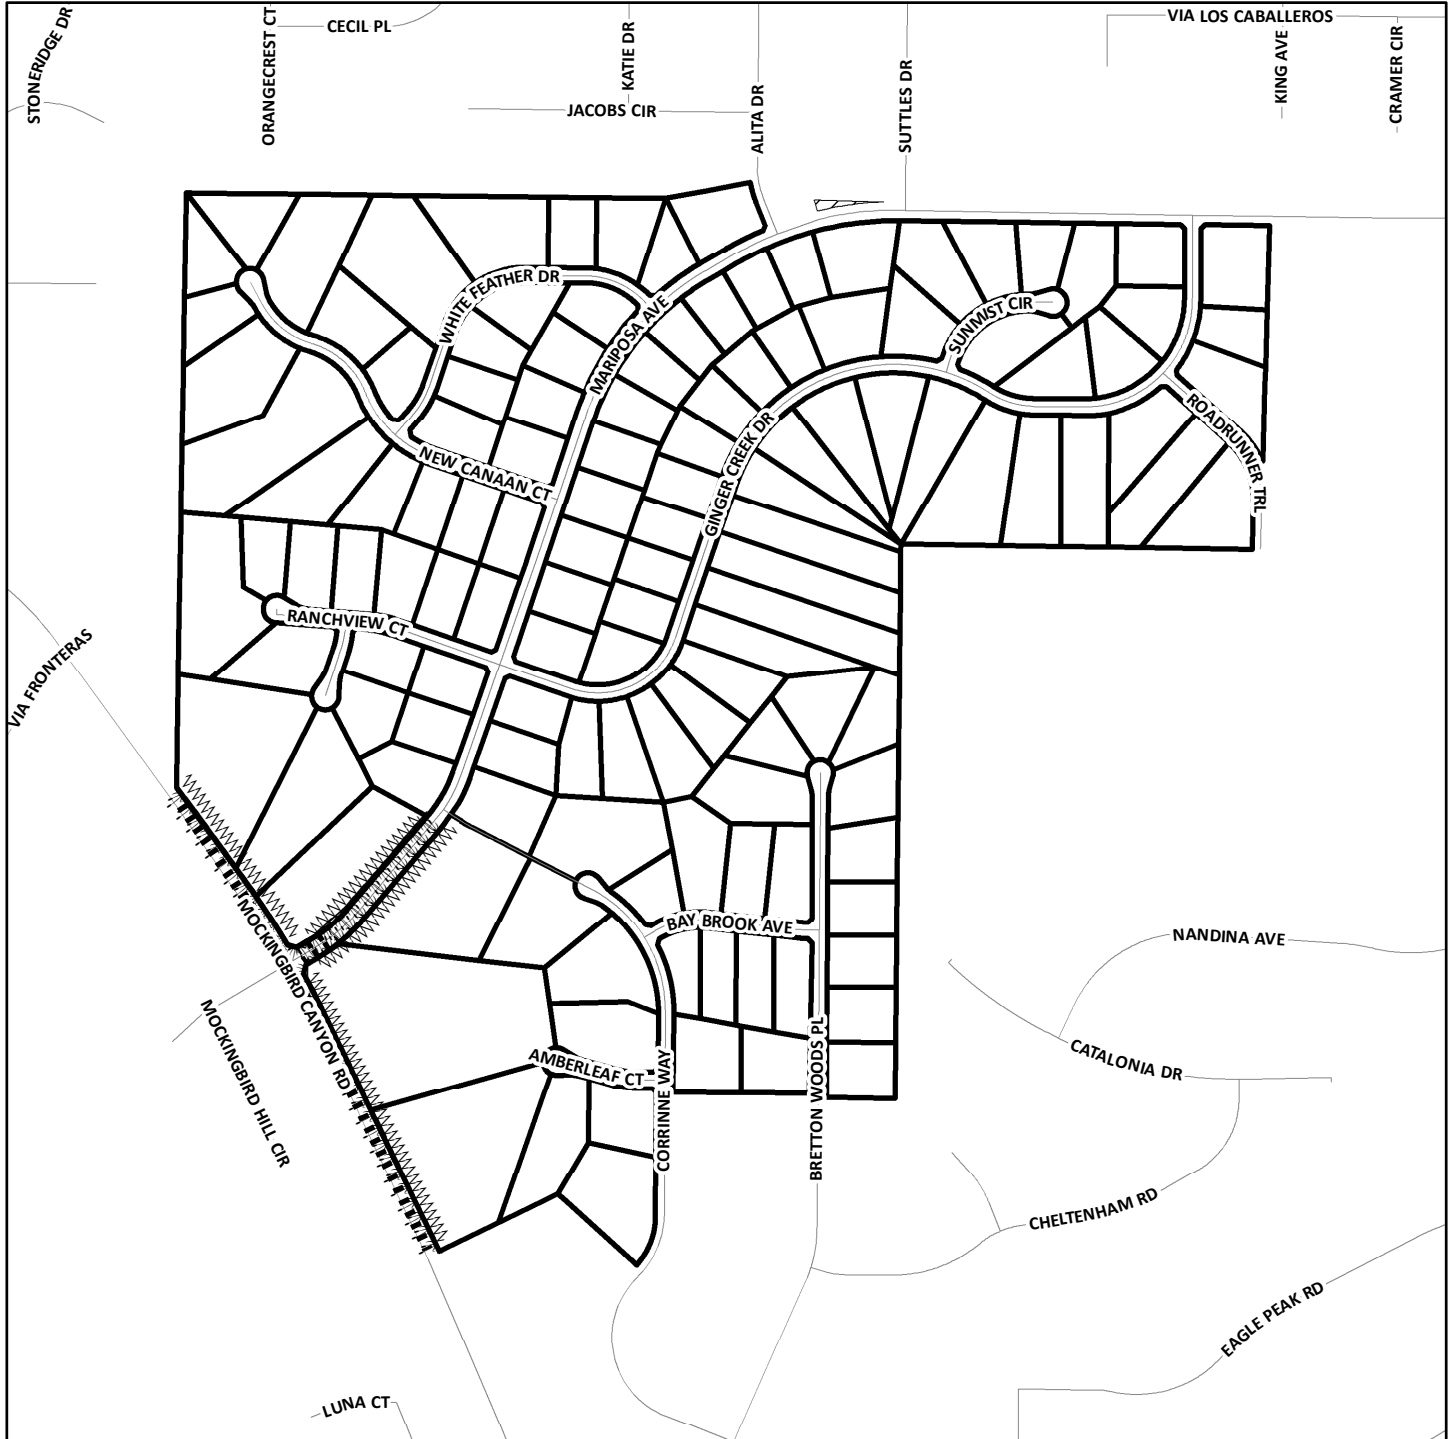 STONERIDGE DR
ORANGECREST CT
CECIL PL
KATIE DR
VIA LOS CABALLEROS
KING AVE
CRAMER CIR
JACOBS CIR
ALITA DR
SUTTLES DR
WHITE FEATHER DR
MARIPOSA AVE
SUNMIST CIR
NEW CANAAN CT
GINGER CREEK DR
ROADRUNNER TRL
RANCHVIEW CT
VIA FRONTERAS
BAY BROOK AVE
NANDINA AVE
MOCKINGBIRD CANYON RD
MOCKINGBIRD HILL CIR
AMBERLEAF CT
CORRINNE WAY
BRETTON WOODS PL
CATALONIA DR
CHELTENHAM RD
EAGLE PEAK RD
LUNA CT